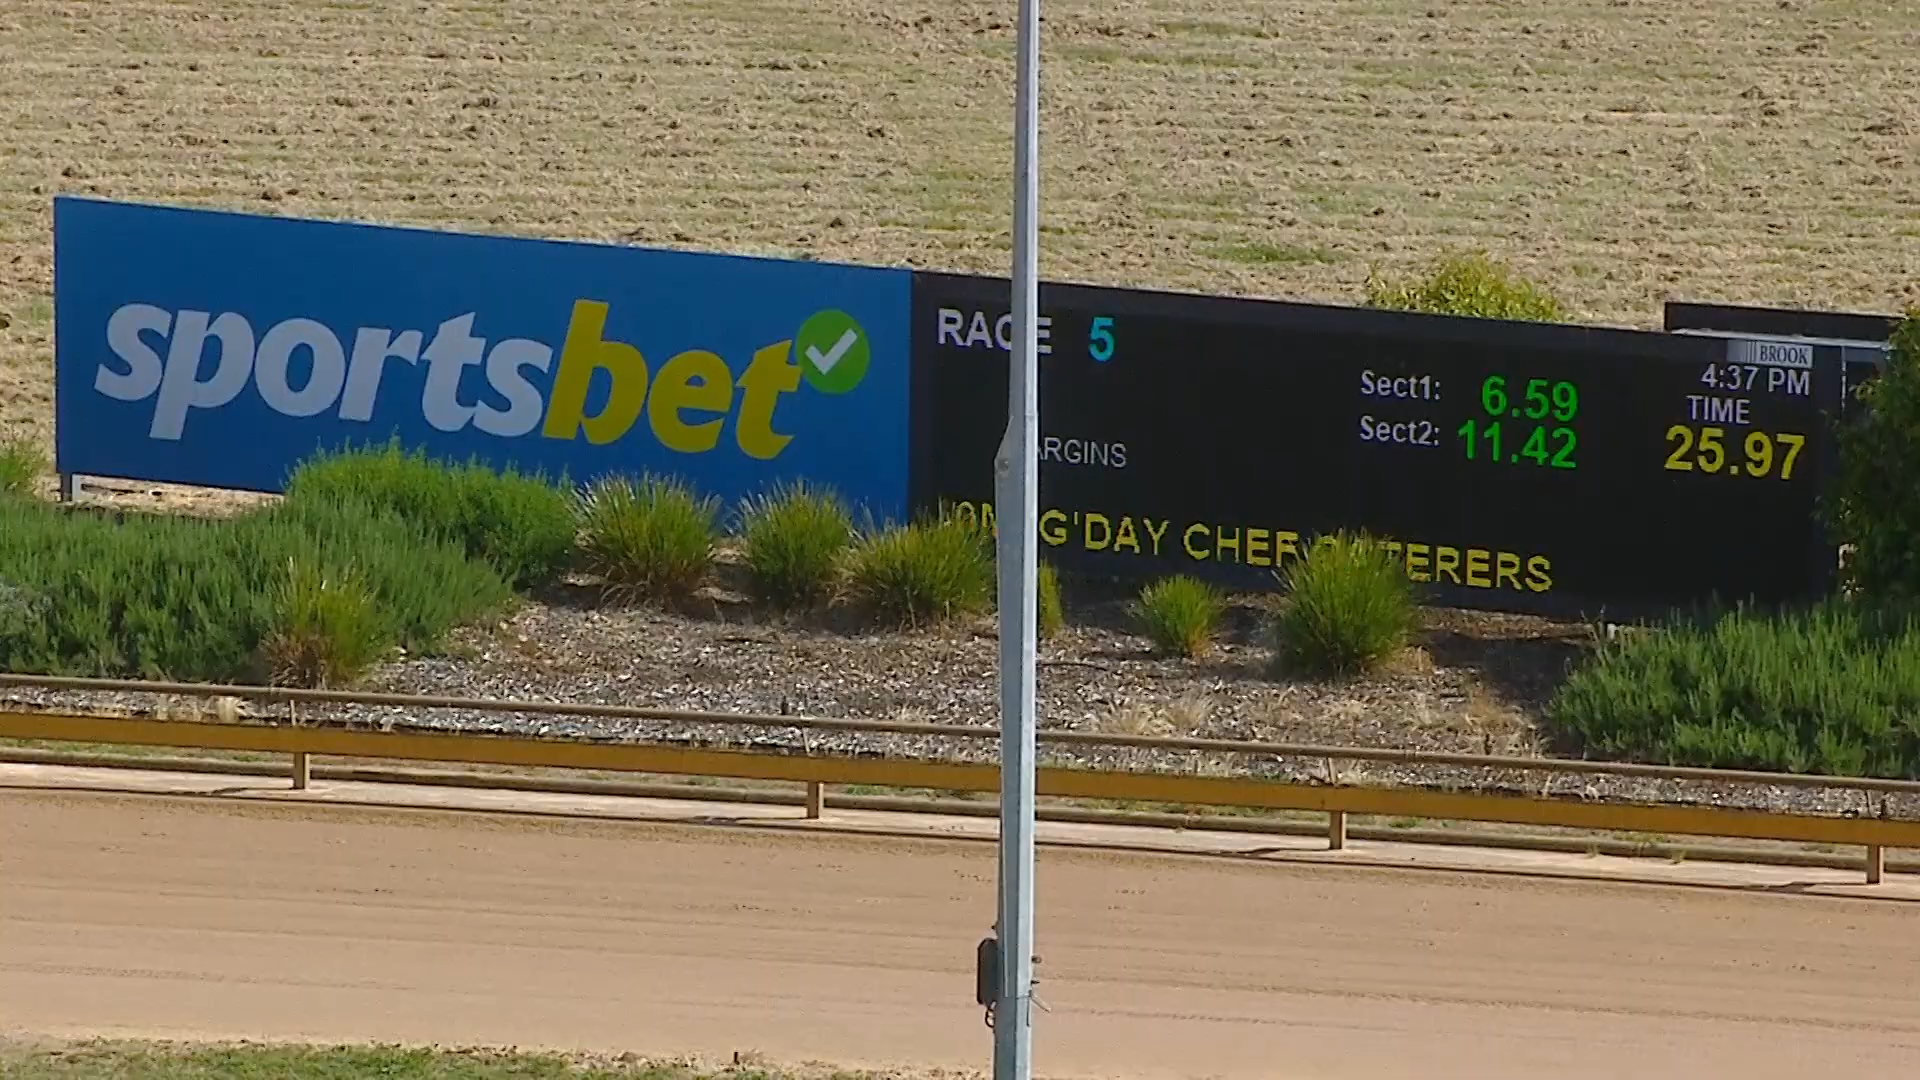 sportsbet
RACE 5
BROOK
4:37 PM
Sect1: 6.59
TIME
Sect2: 11.42
25.97
G'DAY